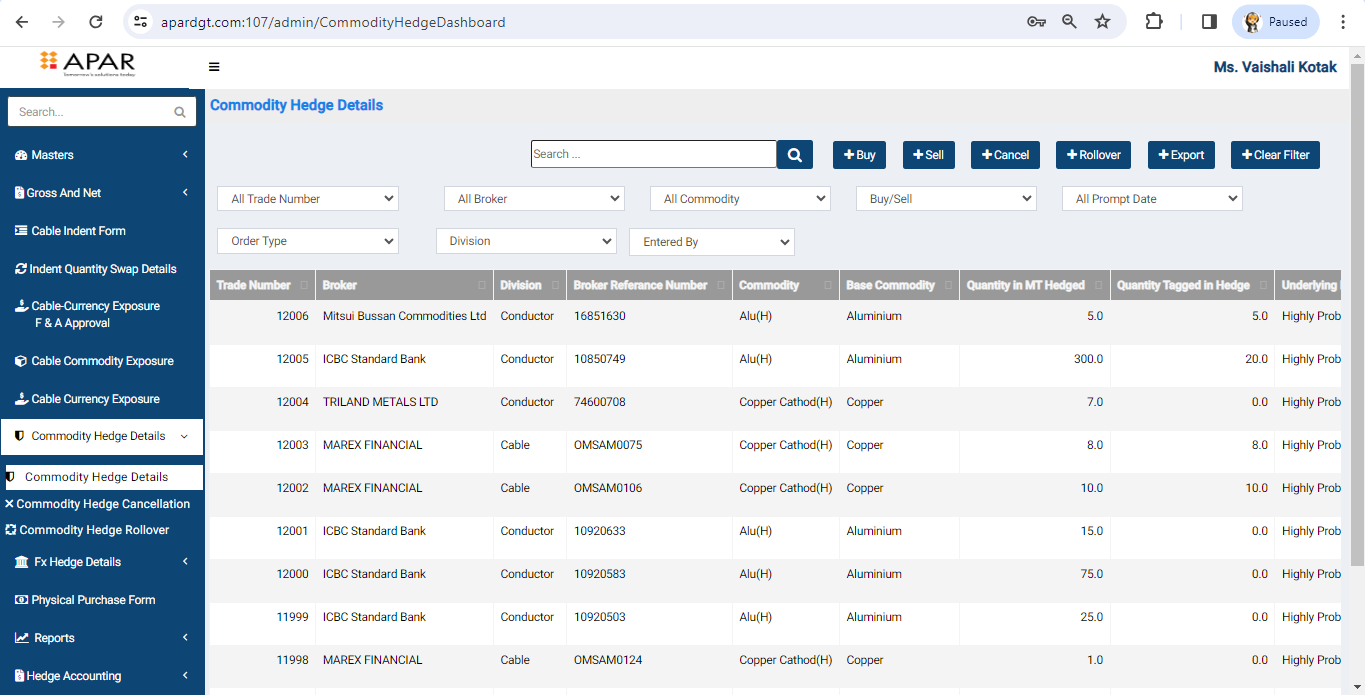 apardgt.com:107/admin/CommodityHedgeDashboard
Paused
APAR
Tomorrow's solutions today
Ms. Vaishali Kotak
Search...
Masters
Gross And Net
Cable Indent Form
Indent Quantity Swap Details
Cable-Currency Exposure
F & A Approval
Cable Commodity Exposure
Cable Currency Exposure
Commodity Hedge Details
Commodity Hedge Details
Commodity Hedge Cancellation
Commodity Hedge Rollover
Fx Hedge Details
Physical Purchase Form
Reports
Hedge Accounting
Commodity Hedge Details
Search ...
Buy
Sell
Cancel
Rollover
Export
Clear Filter
All Trade Number All Broker All Commodity Buy/Sell All Prompt Date
Order Type Division Entered By
Trade Number Broker Division Broker Referance Number Commodity Base Commodity Quantity in MT Hedged Quantity Tagged in Hedge Underlying
12006 Mitsui Bussan Commodities Ltd Conductor 16851630 Alu(H) Aluminium 5.0 5.0 Highly Prob
12005 ICBC Standard Bank Conductor 10850749 Alu(H) Aluminium 300.0 20.0 Highly Prob
12004 TRILAND METALS LTD Conductor 74600708 Copper Cathod(H) Copper 7.0 0.0 Highly Prob
12003 MAREX FINANCIAL Cable OMSAM0075 Copper Cathod(H) Copper 8.0 8.0 Highly Prob
12002 MAREX FINANCIAL Cable OMSAM0106 Copper Cathod(H) Copper 10.0 10.0 Highly Prob
12001 ICBC Standard Bank Conductor 10920633 Alu(H) Aluminium 15.0 0.0 Highly Prob
12000 ICBC Standard Bank Conductor 10920583 Alu(H) Aluminium 75.0 0.0 Highly Prob
11999 ICBC Standard Bank Conductor 10920503 Alu(H) Aluminium 25.0 0.0 Highly Prob
11998 MAREX FINANCIAL Cable OMSAM0124 Copper Cathod(H) Copper 1.0 0.0 Highly Prob